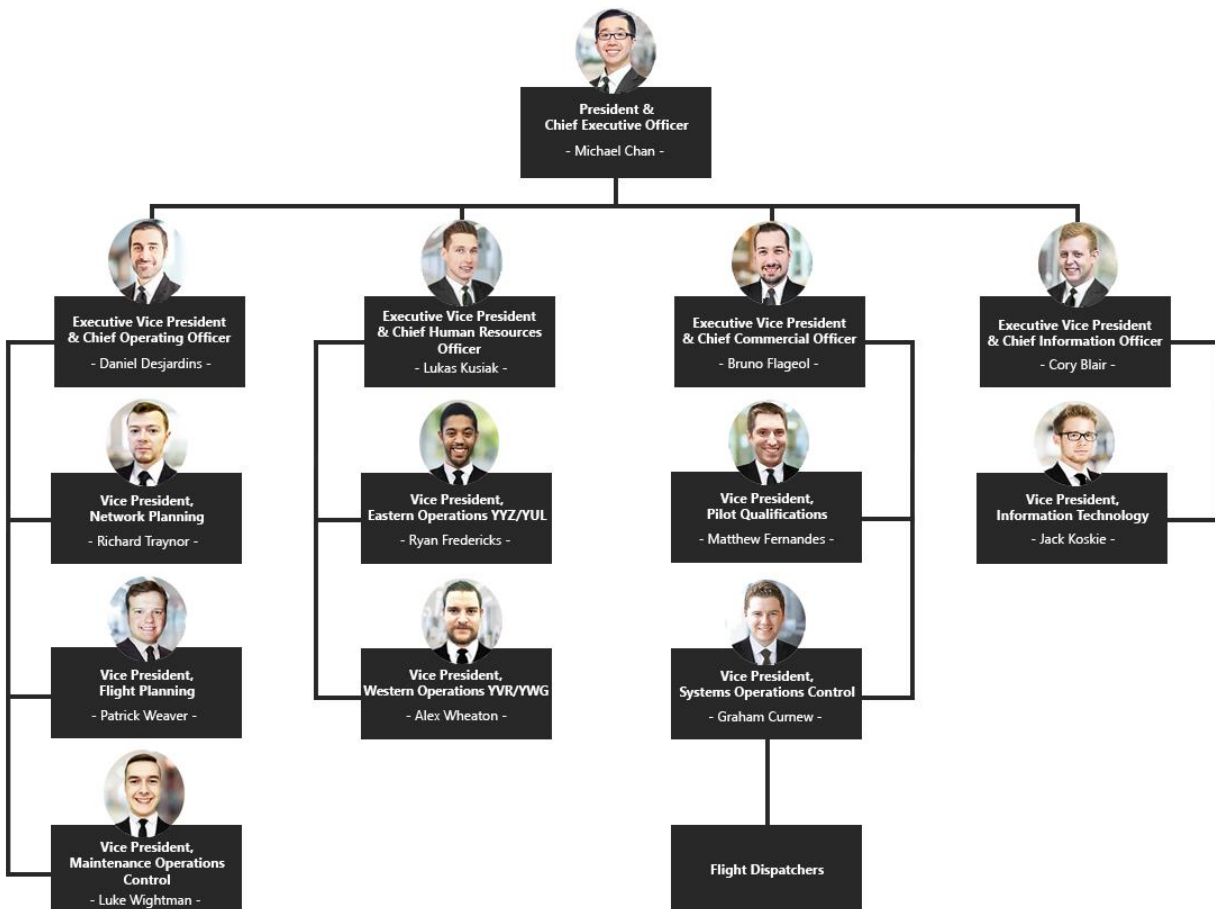 President &
Chief Executive Officer
- Michael Chan -
Executive Vice President
& Chief Operating Officer
- Daniel Desjardins -
Executive Vice President
& Chief Human Resources
Officer
- Lukas Kusiak -
Executive Vice President
& Chief Commercial Officer
- Bruno Flageol -
Executive Vice President
& Chief Information Officer
- Cory Blair -
Vice President,
Network Planning
- Richard Traynor -
Vice President,
Eastern Operations YYZ/YUL
- Ryan Fredericks -
Vice President,
Pilot Qualifications
- Matthew Fernandes -
Vice President,
Information Technology
- Jack Koskie -
Vice President,
Flight Planning
- Patrick Weaver -
Vice President,
Western Operations YVR/YWG
- Alex Wheaton -
Vice President,
Systems Operations Control
- Graham Curnew -
Vice President,
Maintenance Operations
Control
- Luke Wightman -
Flight Dispatchers